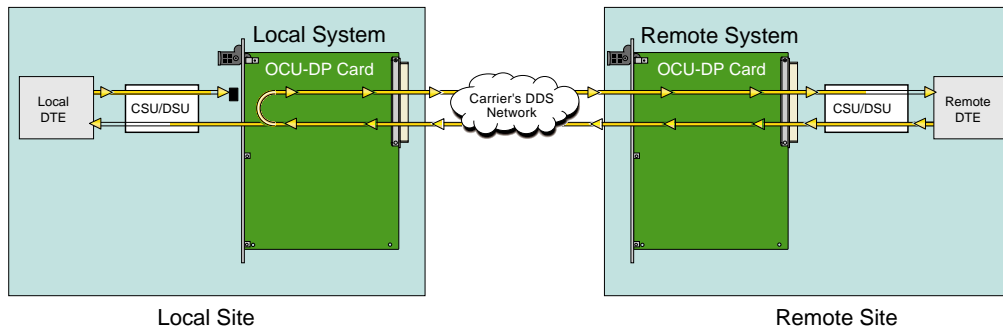 Local System
Remote System
OCU-DP Card
OCU-DP Card
Local
DTE
CSU/DSU
Carrier's DDS
Network
CSU/DSU
Remote
DTE
Local Site
Remote Site